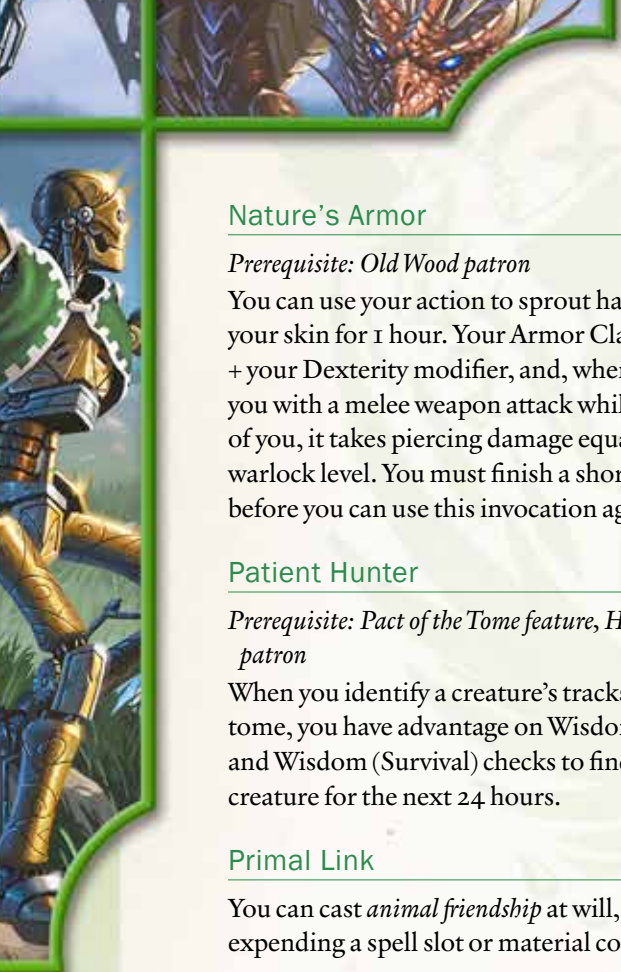 Nature's Armor
Prerequisite: Old Wood patron
You can use your action to sprout ha
your skin for 1 hour. Your Armor Cla
+ your Dexterity modifier, and, when
you with a melee weapon attack whil
of you, it takes piercing damage equa
warlock level. You must finish a shor
before you can use this invocation ag
Patient Hunter
Prerequisite: Pact of the Tome feature, H
patron
When you identify a creature's tracks
tome, you have advantage on Wisdo
and Wisdom (Survival) checks to find
creature for the next 24 hours.
Primal Link
You can cast animal friendship at will,
expending a spell slot or material co